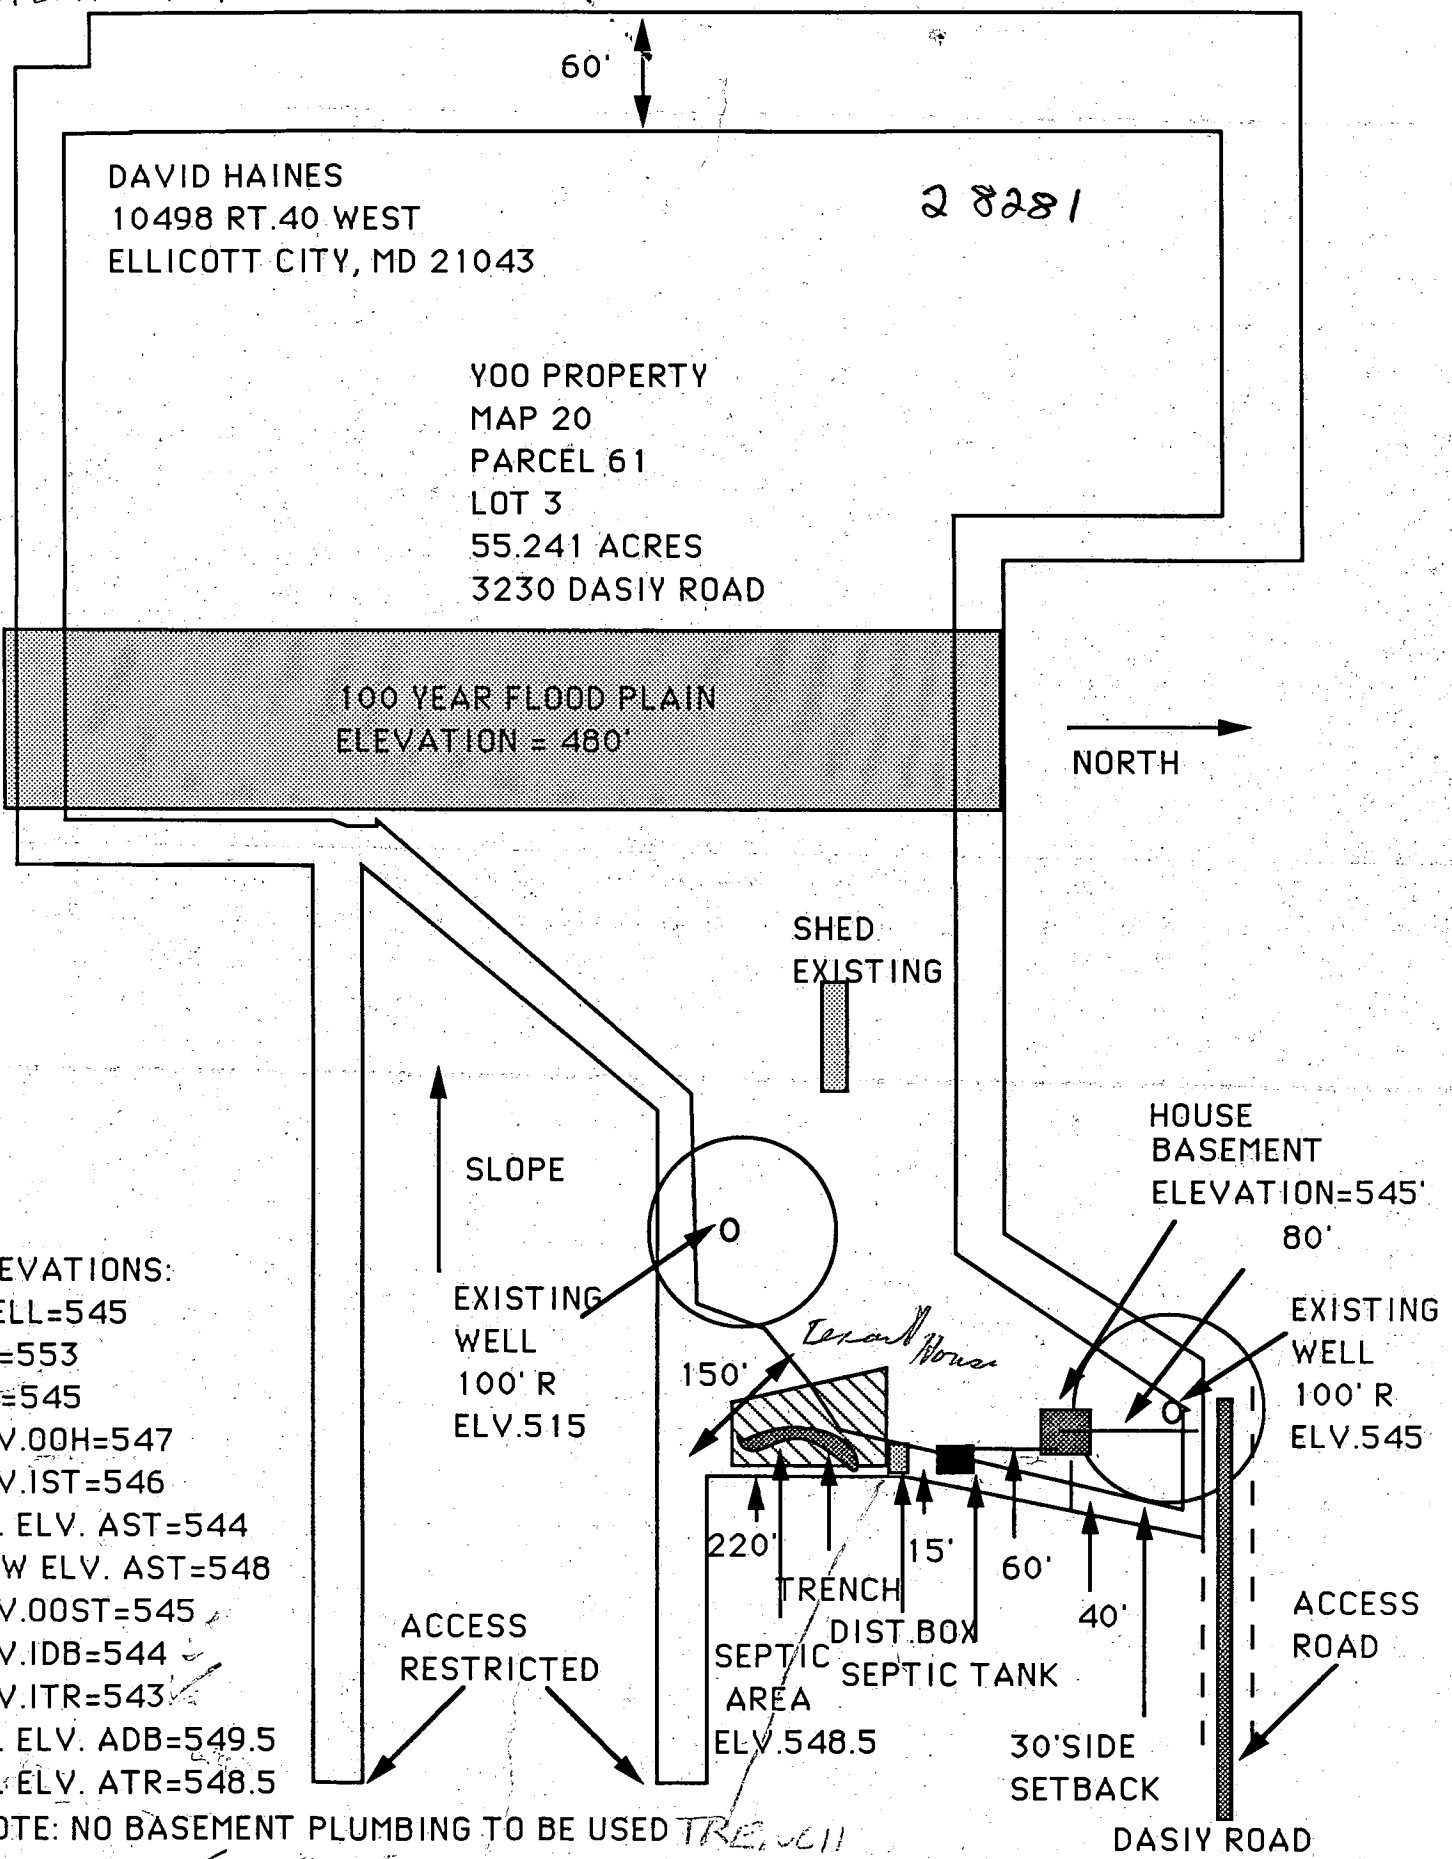 60'
DAVID HAINES
10498 RT.40 WEST
ELLICOTT CITY, MD 21043
28281
YOO PROPERTY
MAP 20
PARCEL 61
LOT 3
55.241 ACRES
3230 DASIY ROAD
100 YEAR FLOOD PLAIN
ELEVATION = 480'
NORTH
SHED
EXISTING
SLOPE
HOUSE
BASEMENT
ELEVATION=545'
80'
EXISTING
WELL
100' R
ELV.515
EXISTING
WELL
100' R
ELV.545
House
150'
EVATIONS:
ELL=545
=553
=545
V.OOH=547
V.IST=546
. ELV. AST=544
W ELV. AST=548
V.OOST=545
V.IDB=544
V.ITR=543
. ELV. ADB=549.5
. ELV. ATR=548.5
220'
15'
60'
40'
TRENCH
DIST.BOX
SEPTIC TANK
SEPTIC
AREA
ELV.548.5
ACCESS
RESTRICTED
30'SIDE
SETBACK
ACCESS
ROAD
OTE: NO BASEMENT PLUMBING TO BE USED
DASIY ROAD